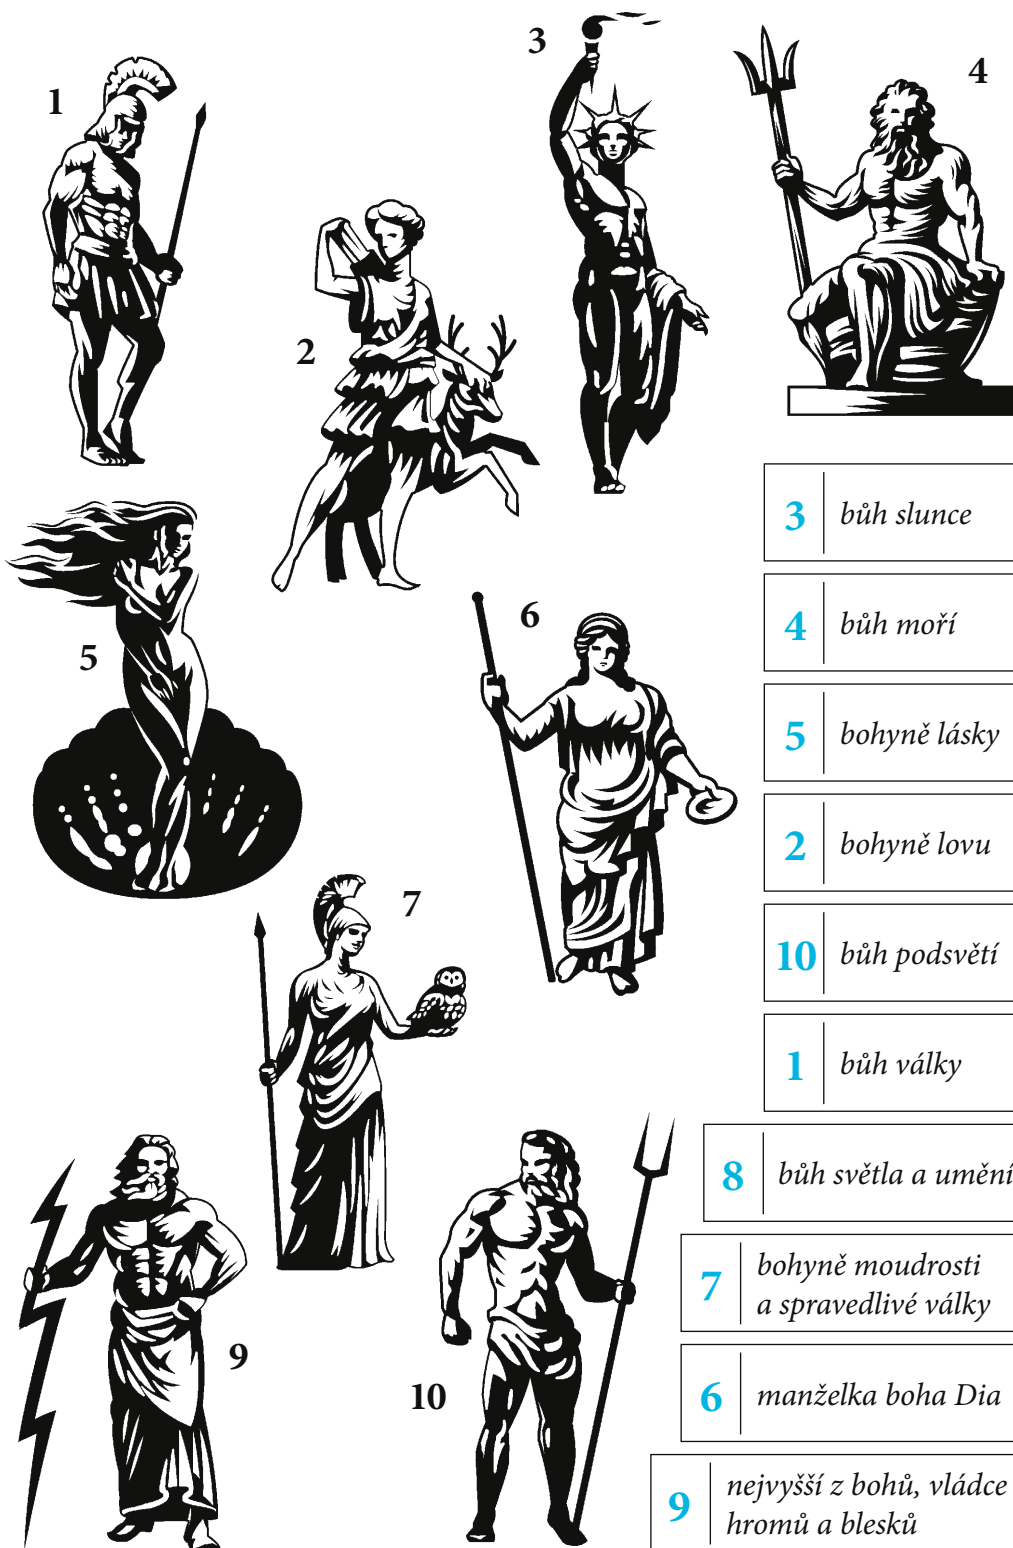 1
3
4
2
5
6
7
9
10
3 bůh slunce
4 bůh moří
5 bohyně lásky
2 bohyně lovu
10 bůh podsvětí
1 bůh války
8 bůh světla a umění
7 bohyně moudrosti
a spravedlivé války
6 manželka boha Dia
9 nejvyšší z bohů, vládce
hromů a blesků